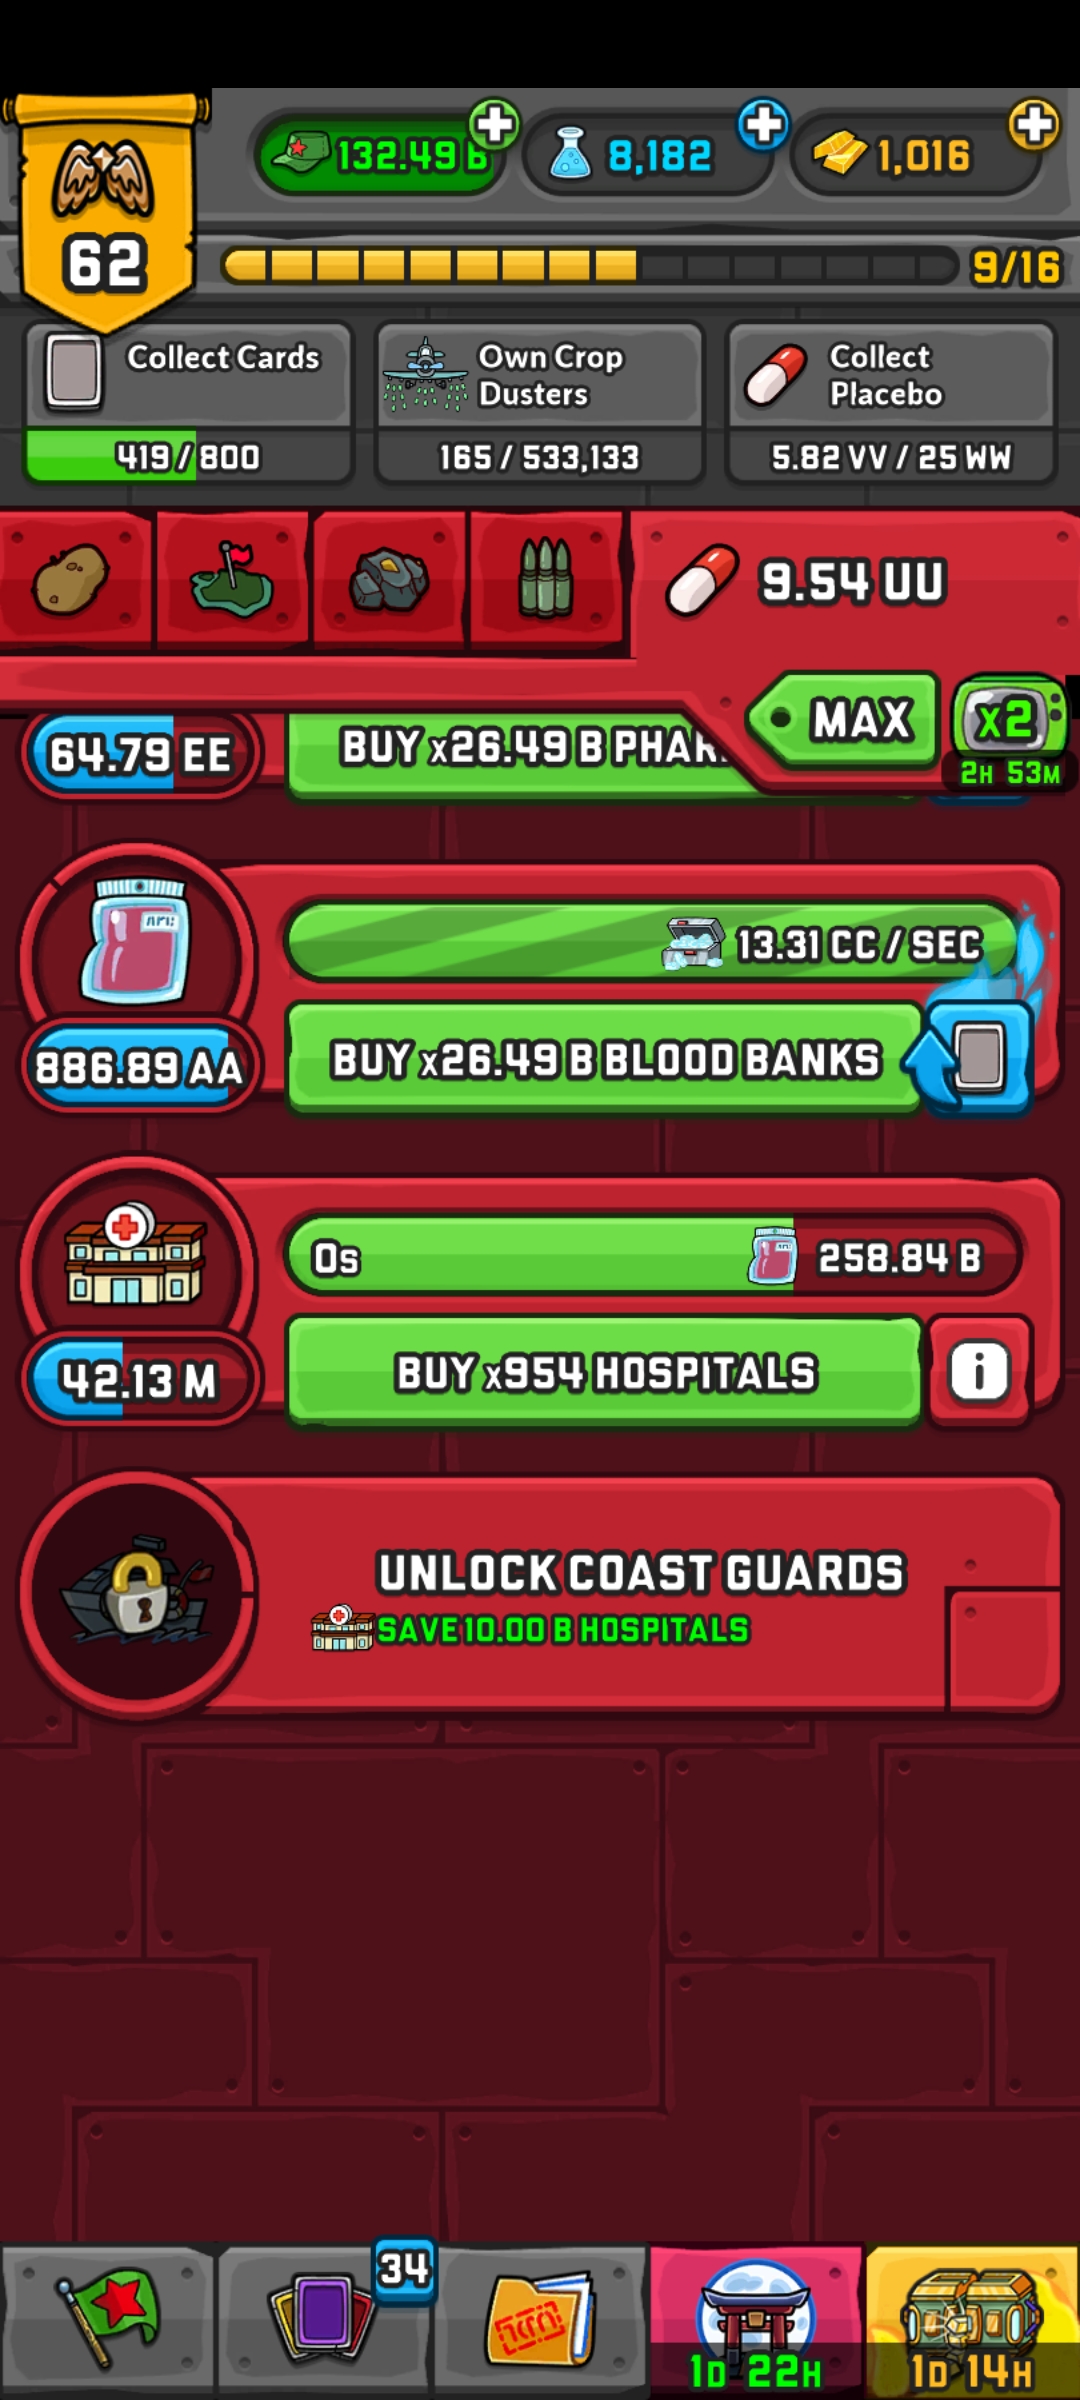 132.49 B
8,182
1,016
62
9/16
Collect Cards
419 / 800
Own Crop
Dusters
165 / 533,133
Collect
Placebo
5.82 VV / 25 WW
9.54 UU
MAX
x2
2H 53M
64.79 EE
BUY x26.49 B PHAR
13.31 CC / SEC
886.89 AA
BUY x26.49 B BLOOD BANKS
0s
258.84 B
42.13 M
BUY x954 HOSPITALS
i
UNLOCK COAST GUARDS
SAVE 10.00 B HOSPITALS
34
1D 22H
1D 14H